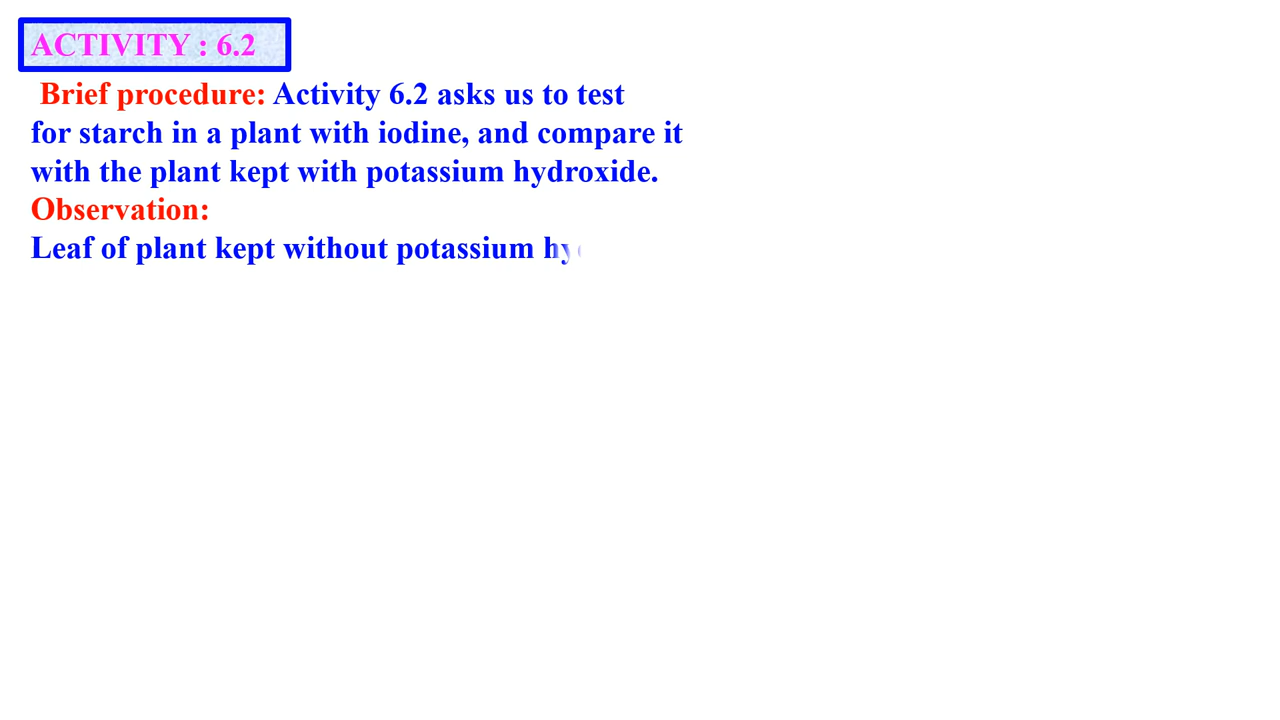 ACTIVITY : 6.2
Brief procedure: Activity 6.2 asks us to test
for starch in a plant with iodine, and compare it
with the plant kept with potassium hydroxide.
Observation:
Leaf of plant kept without potassium